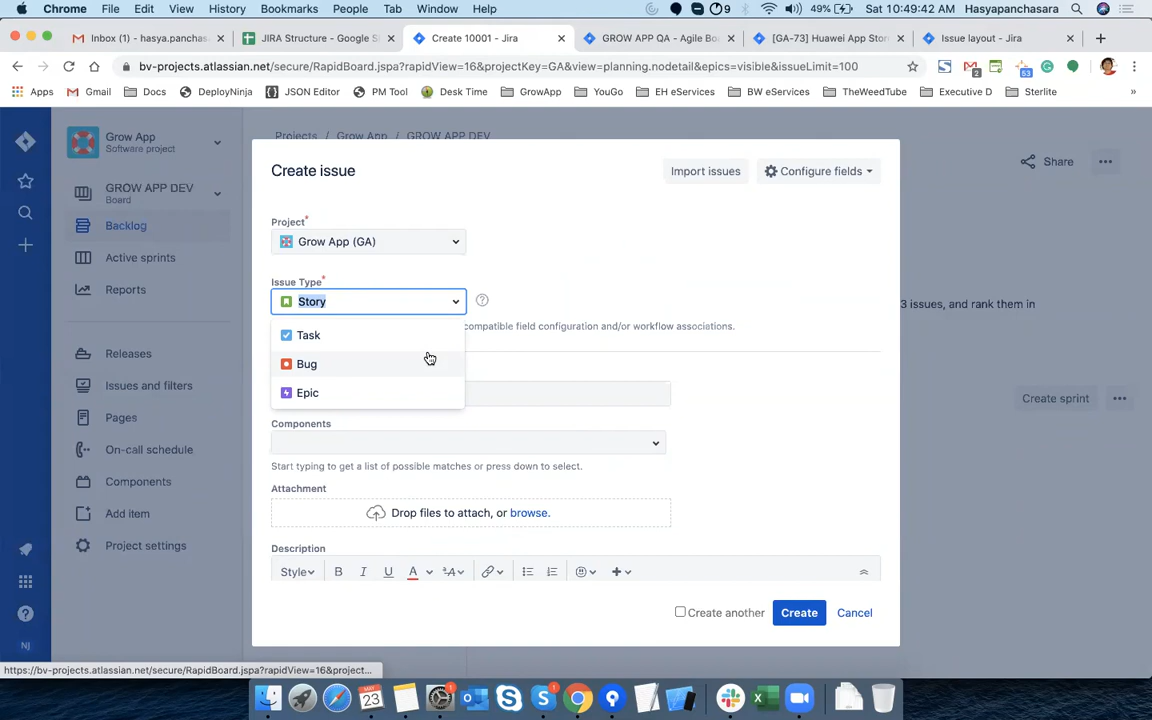 Chrome File Edit View History Bookmarks People Tab Window Help 9 49% Sat 10:49:42 AM Hasyapanchasara
Inbox (1) - hasya.panchas JIRA Structure - Google S Create 10001 - Jira GROW APP QA - Agile Bo [GA-73] Huawei App Stor Issue layout - Jira
bv-projects.atlassian.net/secure/RapidBoard.jspa?rapidView=16&projectKey=GA&view=planning.nodetail&epics=visible&issueLimit=100 2 53
Apps Gmail Docs DeployNinja JSON Editor PM Tool Desk Time GrowApp YouGo EH eServices BW eServices TheWeedTube Executive D Sterlite »
Grow App
Software project
Projects / Grow App / GROW APP DEV
Share
GROW APP DEV
Board
Backlog
Active sprints
Reports
Releases
Issues and filters
Pages
On-call schedule
Components
Add item
Project settings
NJ
Create issue
Import issues
Configure fields
Project*
Grow App (GA)
Issue Type*
Story
Task
Bug
Epic
compatible field configuration and/or workflow associations.
3 issues, and rank them in
Create sprint
Components
Start typing to get a list of possible matches or press down to select.
Attachment
Drop files to attach, or browse.
Description
Style B I U A
Create another
Create
Cancel
https://bv-projects.atlassian.net/secure/RapidBoard.jspa?rapidView=16&project...
MAY
23
1
1